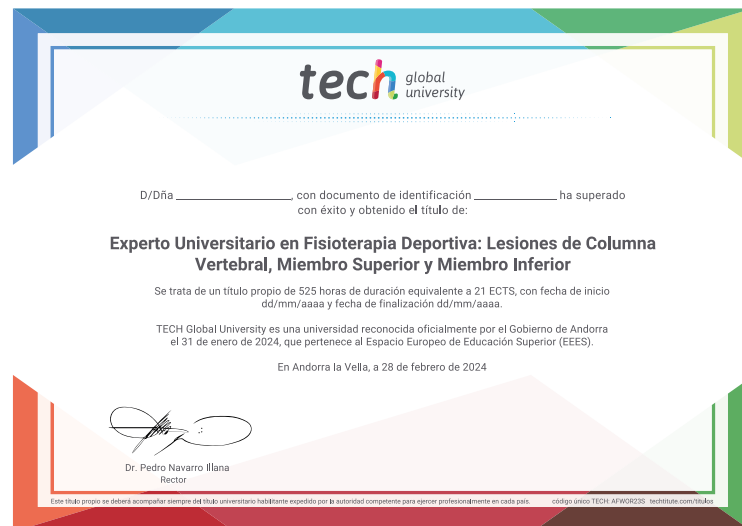 tech global university
D/Dña ____________________, con documento de identificación ______________ ha superado
con éxito y obtenido el título de:
Experto Universitario en Fisioterapia Deportiva: Lesiones de Columna
Vertebral, Miembro Superior y Miembro Inferior
Se trata de un título propio de 525 horas de duración equivalente a 21 ECTS, con fecha de inicio
dd/mm/aaaa y fecha de finalización dd/mm/aaaa.
TECH Global University es una universidad reconocida oficialmente por el Gobierno de Andorra
el 31 de enero de 2024, que pertenece al Espacio Europeo de Educación Superior (EEES).
En Andorra la Vella, a 28 de febrero de 2024
Dr. Pedro Navarro Illana
Rector
Este título propio se deberá acompañar siempre del título universitario habilitante expedido por la autoridad competente para ejercer profesionalmente en cada país. código único TECH: AFWOR23S techtitute.com/titulos